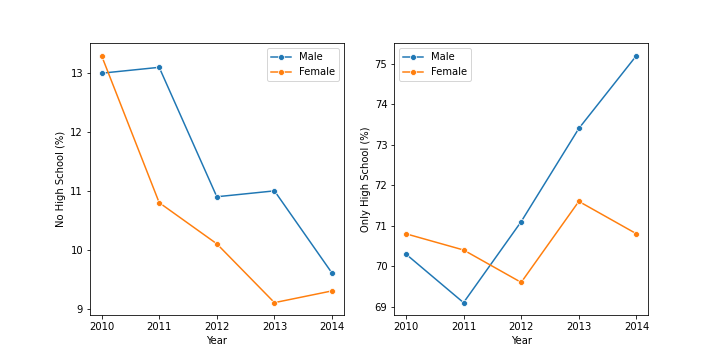 Male
Female
13
12
11
10
9
No High School (%)
2010 2011 2012 2013 2014
Year
Male
Female
75
74
73
72
71
70
69
Only High School (%)
2010 2011 2012 2013 2014
Year